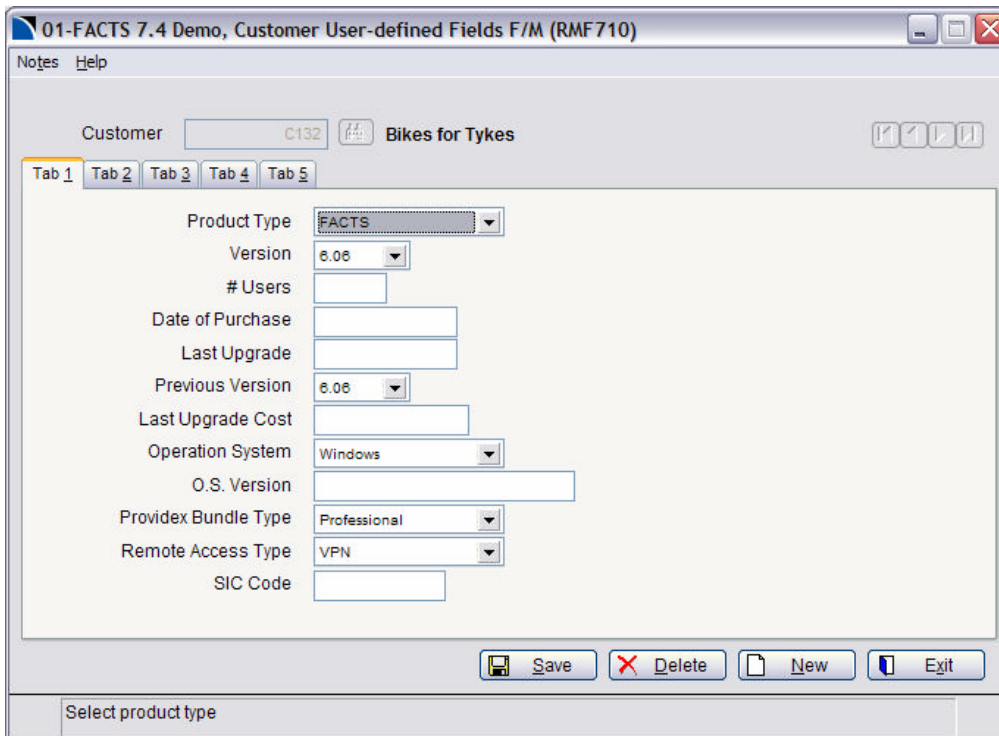 01-FACTS 7.4 Demo, Customer User-defined Fields F/M (RMF710)
Notes Help
Customer C132 Bikes for Tykes
Tab 1 Tab 2 Tab 3 Tab 4 Tab 5
Product Type FACTS
Version 6.06
# Users
Date of Purchase
Last Upgrade
Previous Version 6.06
Last Upgrade Cost
Operation System Windows
O.S. Version
Providex Bundle Type Professional
Remote Access Type VPN
SIC Code
Save Delete New Exit
Select product type